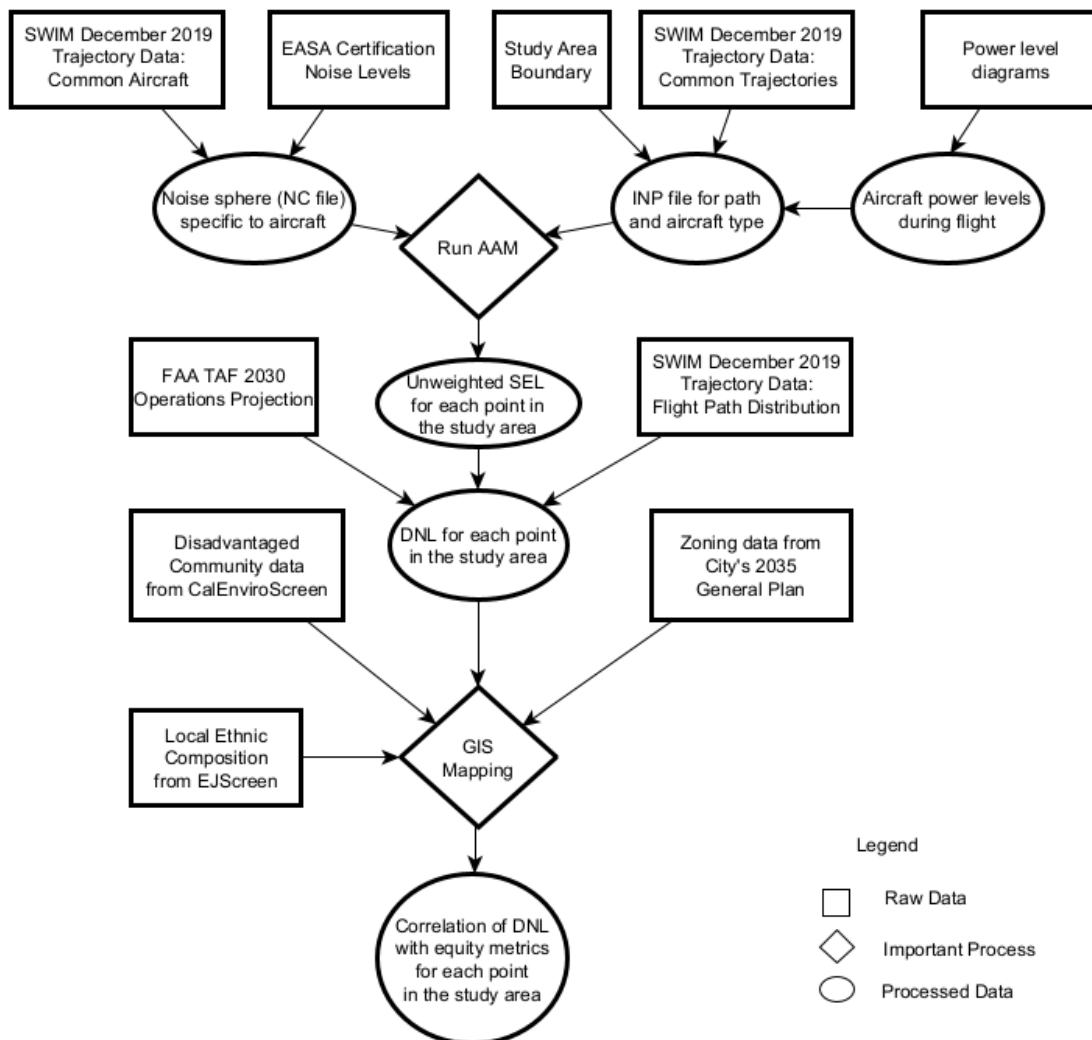 SWIM December 2019
Trajectory Data:
Common Aircraft
EASA Certification
Noise Levels
Study Area
Boundary
SWIM December 2019
Trajectory Data:
Common Trajectories
Power level
diagrams
Noise sphere (NC file)
specific to aircraft
Run AAM
INP file for path
and aircraft type
Aircraft power levels
during flight
FAA TAF 2030
Operations Projection
Unweighted SEL
for each point in
the study area
SWIM December 2019
Trajectory Data:
Flight Path Distribution
DNL for each point
in the study area
Disadvantaged
Community data
from CalEnviroScreen
Zoning data from
City's 2035
General Plan
Local Ethnic
Composition
from EJScreen
GIS
Mapping
Correlation of DNL
with equity metrics
for each point
in the study area
Legend
Raw Data
Important Process
Processed Data